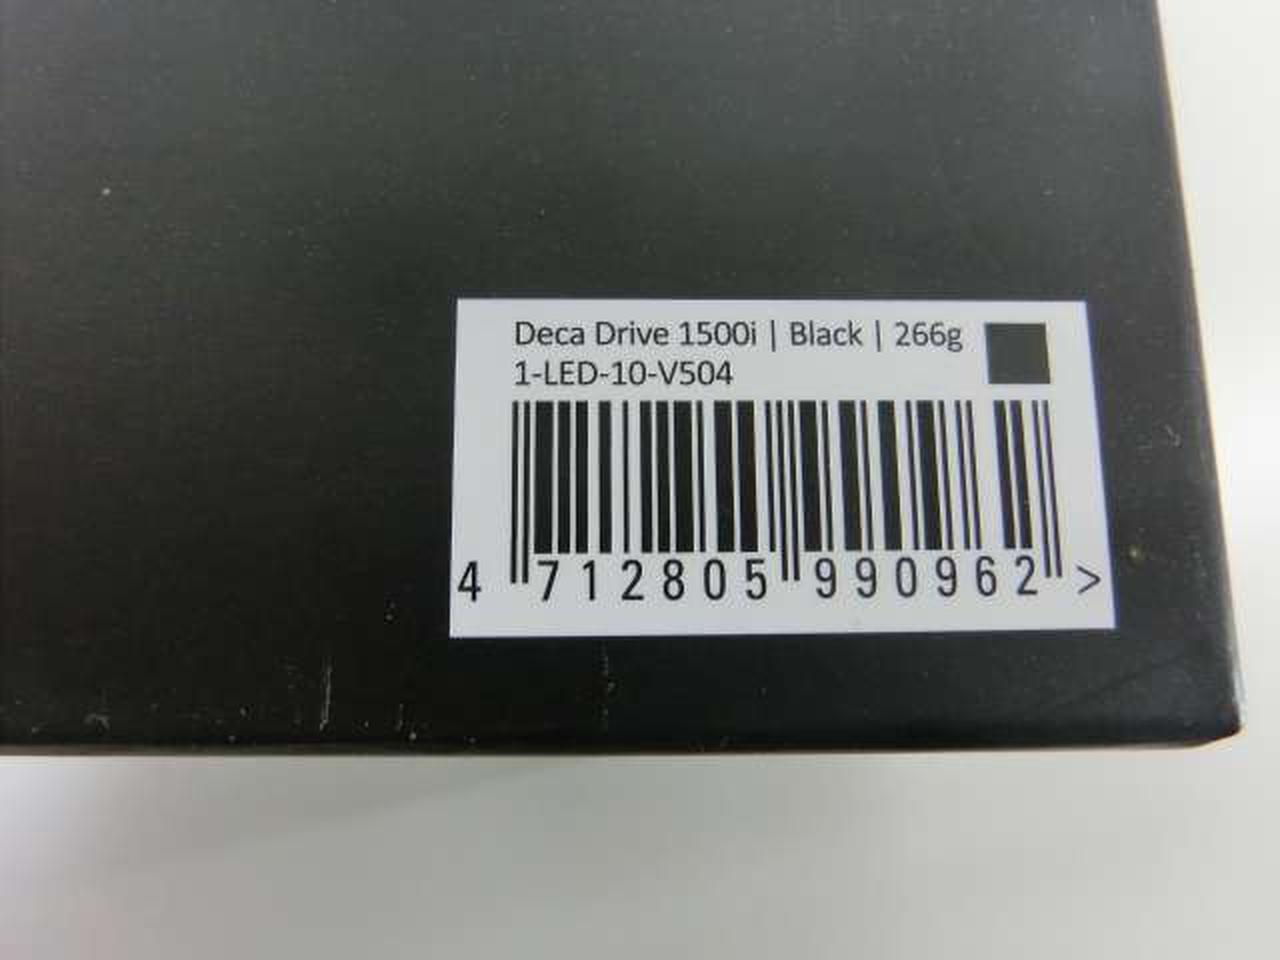 Deca Drive 1500i | Black | 266g
1-LED-10-V504
4 712805 990962 >